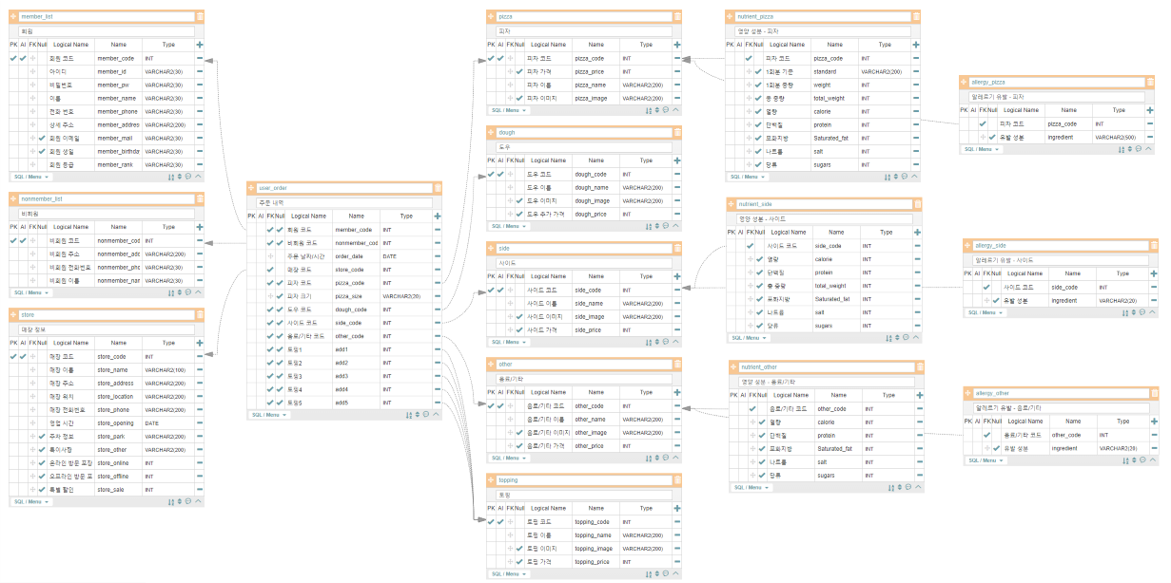 member_list
회원
PK AI FK Null Logical Name Name Type
회원 코드 member_code INT
아이디 member_id VARCHAR2(30)
비밀번호 member_pw VARCHAR2(30)
이름 member_name VARCHAR2(30)
전화 번호 member_phone VARCHAR2(30)
상세 주소 member_addres VARCHAR2(200)
회원 이메일 member_mail VARCHAR2(30)
회원 생일 member_birthday VARCHAR2(30)
회원 등급 member_rank VARCHAR2(30)
SQL / Menu
nonmember_list
비회원
PK AI FK Null Logical Name Name Type
비회원 코드 nonmember_cod INT
비회원 주소 nonmember_add VARCHAR2(200)
비회원 전화번호 nonmember_pho VARCHAR2(30)
비회원 이름 nonmember_nar VARCHAR2(30)
SQL / Menu
store
매장 정보
PK AI FK Null Logical Name Name Type
매장 코드 store_code INT
매장 이름 store_name VARCHAR2(100)
매장 주소 store_address VARCHAR2(200)
매장 위치 store_location VARCHAR2(200)
매장 전화번호 store_phone VARCHAR2(200)
영업 시간 store_opening DATE
주차 정보 store_park VARCHAR2(200)
특이사항 store_other VARCHAR2(200)
온라인 방문 포장 store_online INT
오프라인 방문 포 store_offline INT
특별 할인 store_sale INT
SQL / Menu
user_order
주문 내역
PK AI FK Null Logical Name Name Type
회원 코드 member_code INT
비회원 코드 nonmember_cod INT
주문 날짜/시간 order_date DATE
매장 코드 store_code INT
피자 코드 pizza_code INT
피자 크기 pizza_size VARCHAR2(20)
도우 코드 dough_code INT
사이드 코드 side_code INT
음료/기타 코드 other_code INT
토핑1 add1 INT
토핑2 add2 INT
토핑3 add3 INT
토핑4 add4 INT
토핑5 add5 INT
SQL / Menu
pizza
피자
PK AI FK Null Logical Name Name Type
피자 코드 pizza_code INT
피자 가격 pizza_price INT
피자 이름 pizza_name VARCHAR2(200)
피자 이미지 pizza_image VARCHAR2(200)
SQL / Menu
dough
도우
PK AI FK Null Logical Name Name Type
도우 코드 dough_code INT
도우 이름 dough_name VARCHAR2(200)
도우 이미지 dough_image VARCHAR2(200)
도우 추가 가격 dough_price INT
SQL / Menu
side
사이드
PK AI FK Null Logical Name Name Type
사이드 코드 side_code INT
사이드 이름 side_name VARCHAR2(200)
사이드 이미지 side_image VARCHAR2(200)
사이드 가격 side_price INT
SQL / Menu
other
음료/기타
PK AI FK Null Logical Name Name Type
음료/기타 코드 other_code INT
음료/기타 이름 other_name VARCHAR2(200)
음료/기타 이미지 other_image VARCHAR2(200)
음료/기타 가격 other_price INT
SQL / Menu
topping
토핑
PK AI FK Null Logical Name Name Type
토핑 코드 topping_code INT
토핑 이름 topping_name VARCHAR2(200)
토핑 이미지 topping_image VARCHAR2(200)
토핑 가격 topping_price INT
SQL / Menu
nutrient_pizza
영양 성분 - 피자
PK AI FK Null Logical Name Name Type
피자 코드 pizza_code INT
1회분 기준 standard VARCHAR2(200)
1회분 중량 weight INT
총 중량 total_weight INT
열량 calorie INT
단백질 protein INT
포화지방 Saturated_fat INT
나트륨 salt INT
당류 sugars INT
SQL / Menu
nutrient_side
영양 성분 - 사이드
PK AI FK Null Logical Name Name Type
사이드 코드 side_code INT
열량 calorie INT
단백질 protein INT
총 중량 total_weight INT
포화지방 Saturated_fat INT
나트륨 salt INT
당류 sugars INT
SQL / Menu
nutrient_other
영양 성분 - 음료/기탁
PK AI FK Null Logical Name Name Type
음료/기타 코드 other_code INT
열량 calorie INT
단백질 protein INT
포화지방 Saturated_fat INT
나트륨 salt INT
당류 sugars INT
SQL / Menu
allergy_pizza
알레르기 유발 - 피자
PK AI FK Null Logical Name Name Type
피자 코드 pizza_code INT
유발 성분 ingredient VARCHAR2(500)
SQL / Menu
allergy_side
알레르기 유발 - 사이드
PK AI FK Null Logical Name Name Type
사이드 코드 side_code INT
유발 성분 ingredient VARCHAR2(20)
SQL / Menu
allergy_other
알레르기 유발 - 음료/기타
PK AI FK Null Logical Name Name Type
음료/기타 코드 other_code INT
유발 성분 ingredient VARCHAR2(20)
SQL / Menu